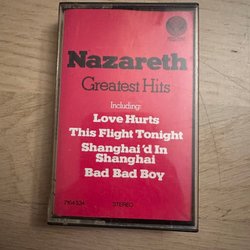 Nazareth
Greatest Hits
Including:
Love Hurts
This Flight Tonight
Shanghai'd In
Shanghai
Bad Bad Boy
STEREO